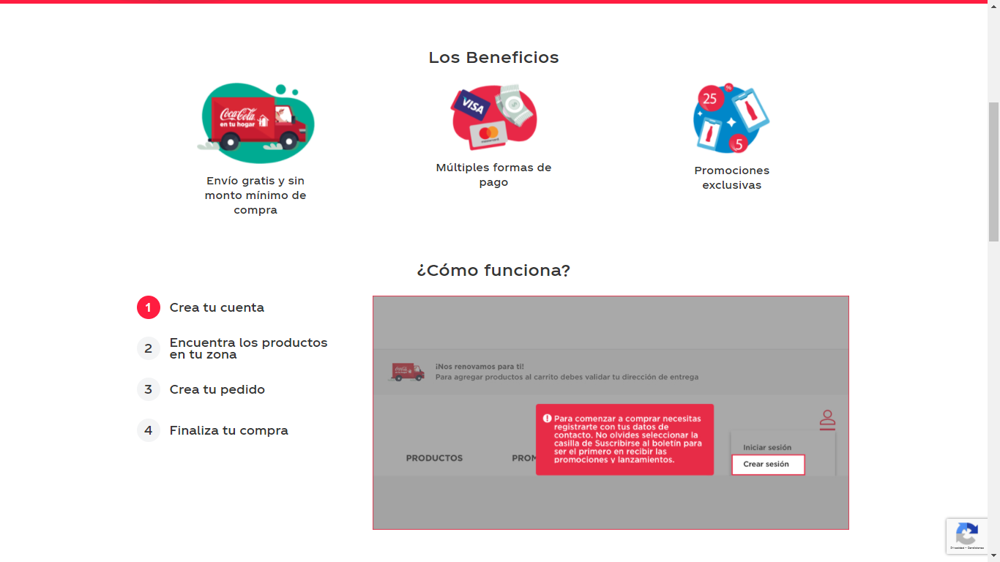 Los Beneficios
Coca-Cola
en tu hogar
VISA
mastercard
25
%
5
Envío gratis y sin
monto mínimo de
compra
Múltiples formas de
pago
Promociones
exclusivas
¿Cómo funciona?
1 Crea tu cuenta
2 Encuentra los productos
en tu zona
3 Crea tu pedido
4 Finaliza tu compra
¡Nos renovamos para ti!
Para agregar productos al carrito debes validar tu dirección de entrega
Para comenzar a comprar necesitas
registrarte con tus datos de
contacto. No olvides seleccionar la
casilla de Suscribirse al boletín para
ser el primero en recibir las
promociones y lanzamientos.
PRODUCTOS
PROM
Iniciar sesión
Crear sesión
Privacidad - Condiciones